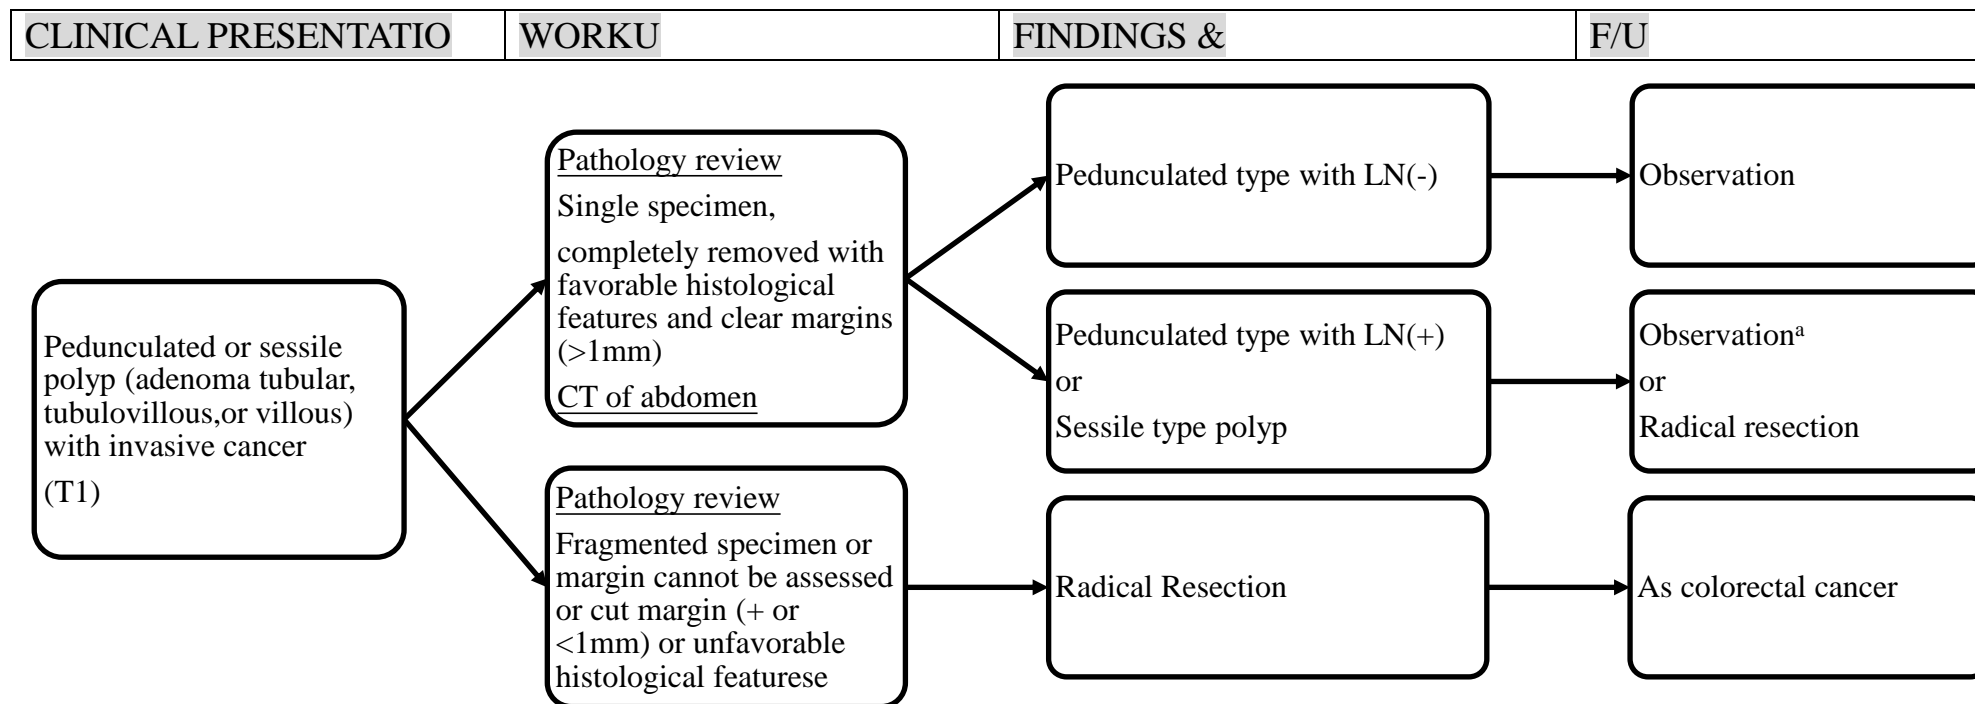 CLINICAL PRESENTATIO
WORKU
FINDINGS &
F/U
Pedunculated or sessile
polyp (adenoma tubular,
tubulovillous,or villous)
with invasive cancer
(T1)
Pathology review
Single specimen,
completely removed with
favorable histological
features and clear margins
(>1mm)
CT of abdomen
Pathology review
Fragmented specimen or
margin cannot be assessed
or cut margin (+ or
<1mm) or unfavorable
histological featurese
Pedunculated type with LN(-)
Pedunculated type with LN(+)
or
Sessile type polyp
Radical Resection
Observation
Observationᵃ
or
Radical resection
As colorectal cancer